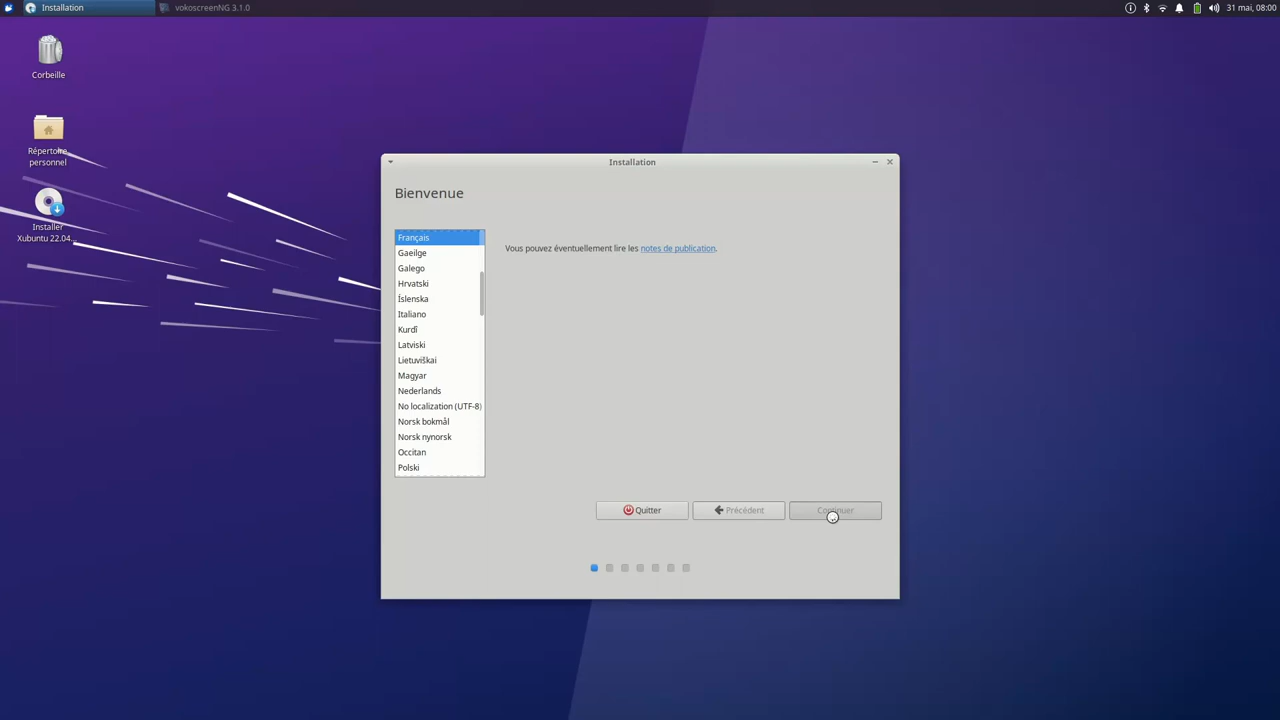 Installation
vokoscreenNG 3.1.0
31 mai, 08:00
Corbeille
Répertoire
personnel
Installer
Xubuntu 22.04...
Installation
Bienvenue
Français
Gaeilge
Galego
Hrvatski
Íslenska
Italiano
Kurdî
Latviski
Lietuviškai
Magyar
Nederlands
No localization (UTF-8)
Norsk bokmål
Norsk nynorsk
Occitan
Polski
Vous pouvez éventuellement lire les notes de publication.
Quitter
Précédent
Continuer